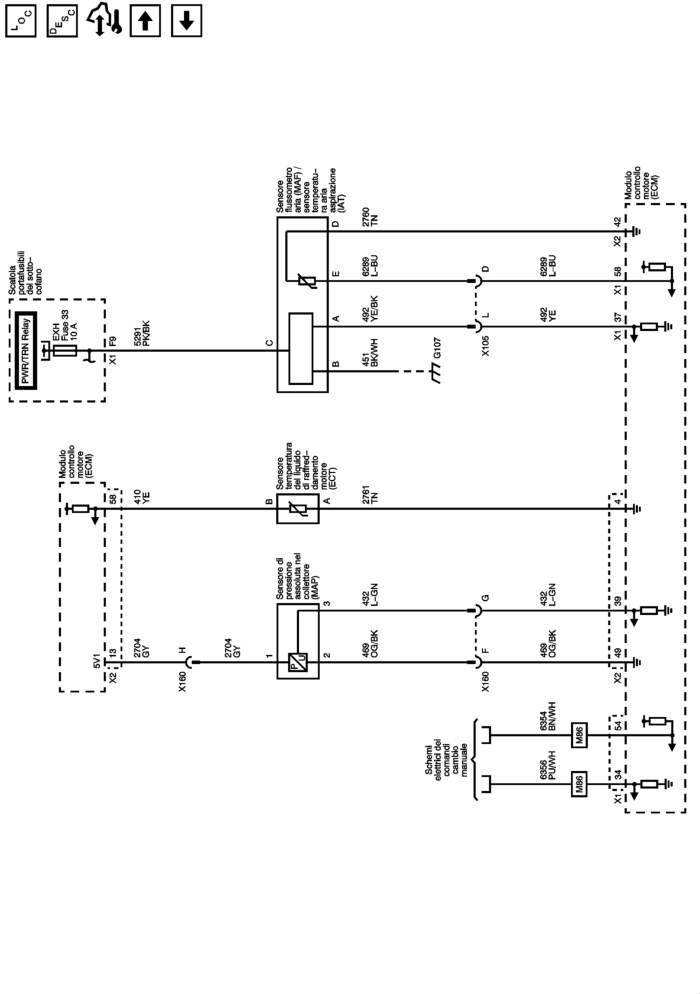 LOC
DESC
Scatola
portafusibili
del sotto–
cofano
PWR/TRN Relay
EXH
Fuse 33
10 A
X1
F9
5291
PK/BK
C
Sensore
flussometro
aria (MAF) /
sensore
temperatu–
ra aria
aspirazione
(IAT)
B
A
E
D
451
BK/WH
G107
492
YE/BK
6289
L–BU
2760
TN
X105
L
D
492
YE
6289
L–BU
X1
37
X1
58
X2
42
Modulo
controllo
motore
(ECM)
Modulo
controllo
motore
(ECM)
5V1
X2
13
58
2704
GY
410
YE
X160
H
2704
GY
1
B
Sensore di
pressione
assoluta nel
collettore
(MAP)
P
U
Sensore
temperatura
del liquido
di raffred–
damento
motore
(ECT)
2
3
A
469
OG/BK
432
L–GN
2761
TN
X160
F
G
469
OG/BK
432
L–GN
X2
49
39
4
Schemi
elettrici dei
comandi
cambio
manuale
6356
PU/WH
6354
BN/WH
M86
M86
X1
34
54